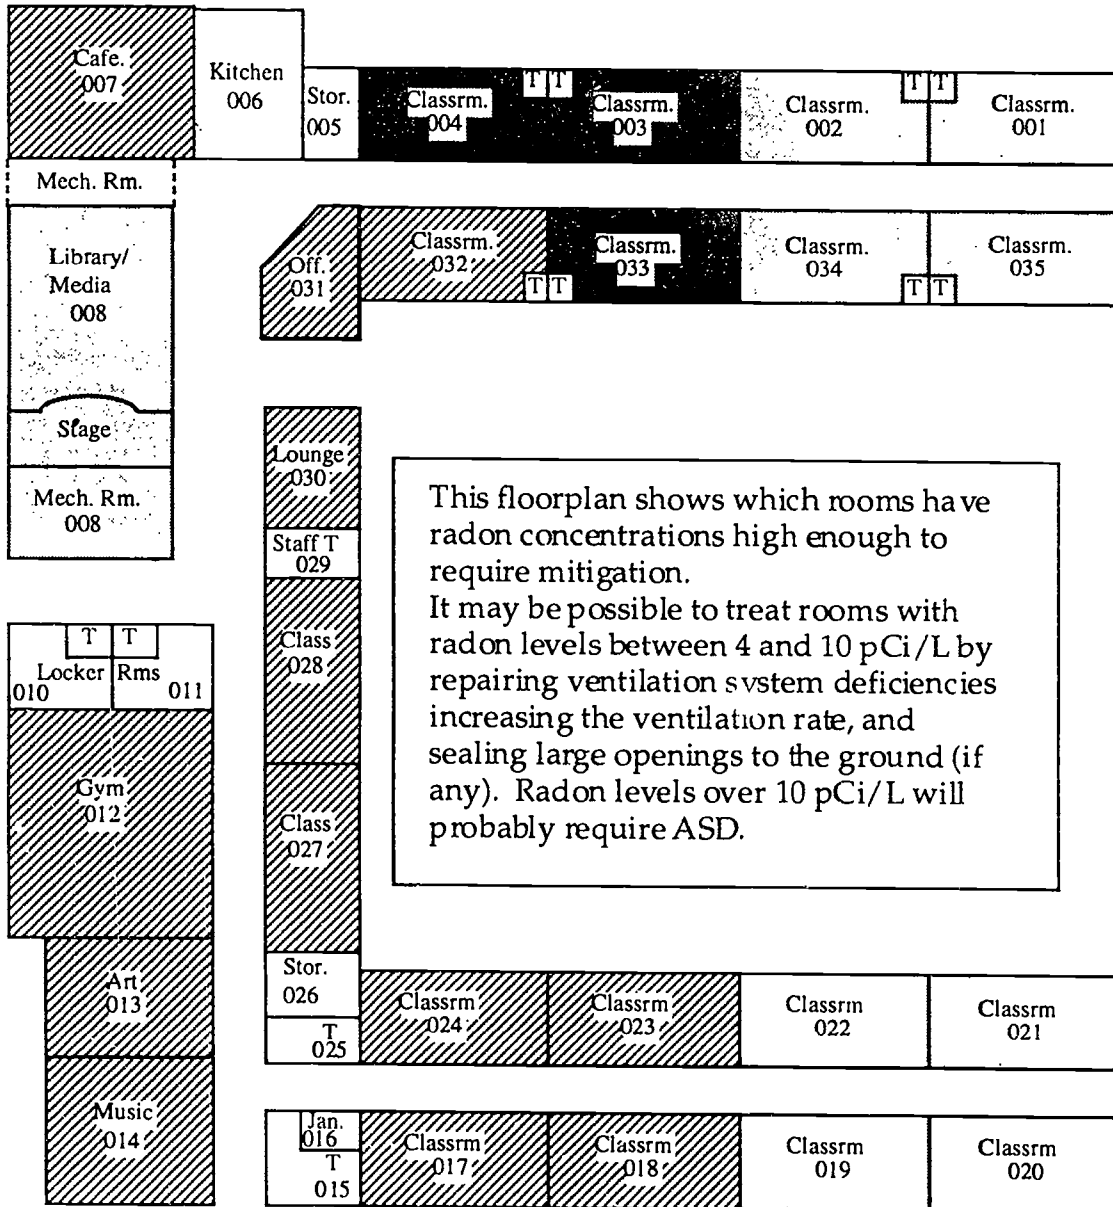 Cafe.
007
Kitchen
006
Stor.
005
Classrm.
004
T T
Classrm.
003
Classrm.
002
T T
Classrm.
001
Mech. Rm.
Library/
Media
008
Stage
Mech. Rm.
008
Off.
031
Classrm.
032
T T
Classrm.
033
Classrm.
034
T T
Classrm.
035
Lounge
030
Staff T
029
Class
028
Class
027
Stor.
026
T
025
This floorplan shows which rooms have
radon concentrations high enough to
require mitigation.
It may be possible to treat rooms with
radon levels between 4 and 10 pCi/L by
repairing ventilation system deficiencies
increasing the ventilation rate, and
sealing large openings to the ground (if
any). Radon levels over 10 pCi/L will
probably require ASD.
T T
Locker Rms
010 011
Gym
012
Art
013
Music
014
Classrm
024
Classrm
023
Classrm
022
Classrm
021
Jan.
016
T
015
Classrm
017
Classrm
018
Classrm
019
Classrm
020